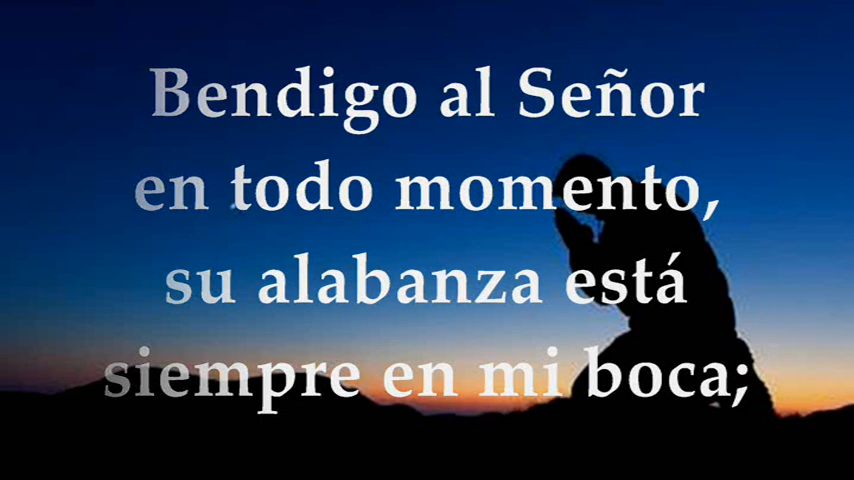 Bendigo al Señor
en todo momento,
su alabanza está
siempre en mi boca;